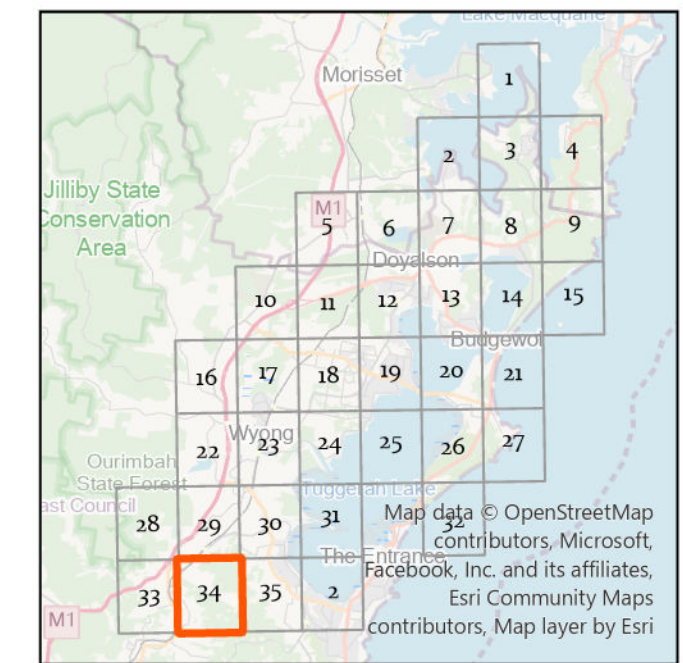 Lake Macquarie
Morisset
1
2 3 4
Jilliby State
Conservation
Area
M1
5 6 7 8 9
Doyalson
10 11 12 13 14 15
Budgewoi
16 17 18 19 20 21
Wyong
22 23 24 25 26 27
Ourimbah
State Forest
ast Council
Tuggerah Lake
28 29 30 31 32
The Entrance
33 34 35 2
M1
Map data © OpenStreetMap
contributors, Microsoft,
Facebook, Inc. and its affiliates,
Esri Community Maps
contributors, Map layer by Esri